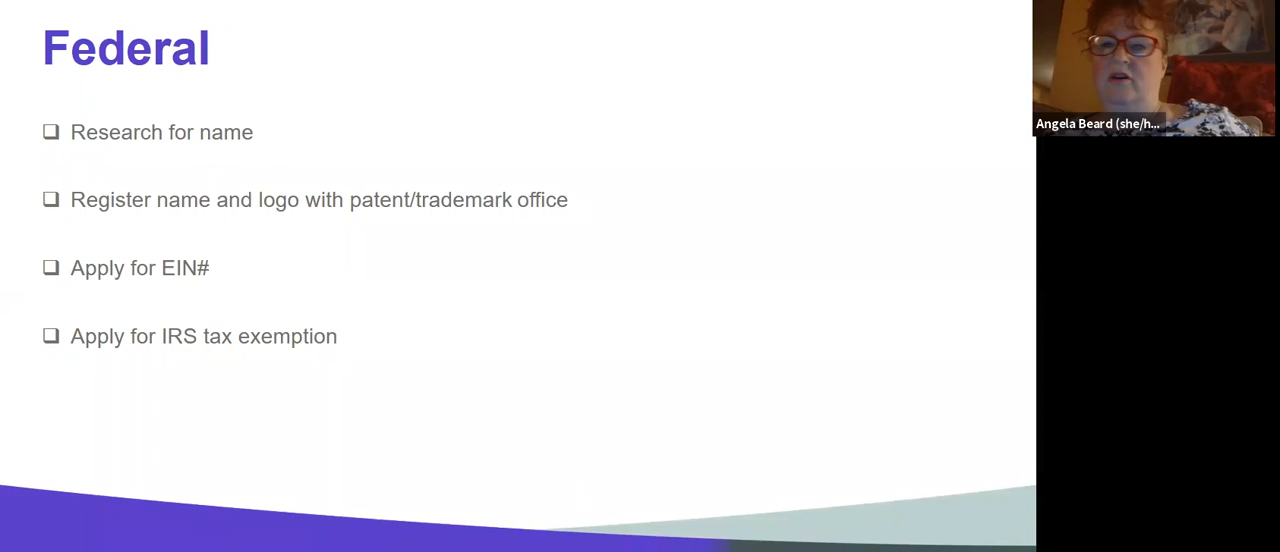 Federal
❑ Research for name
❑ Register name and logo with patent/trademark office
❑ Apply for EIN#
❑ Apply for IRS tax exemption
Angela Beard (she/h...